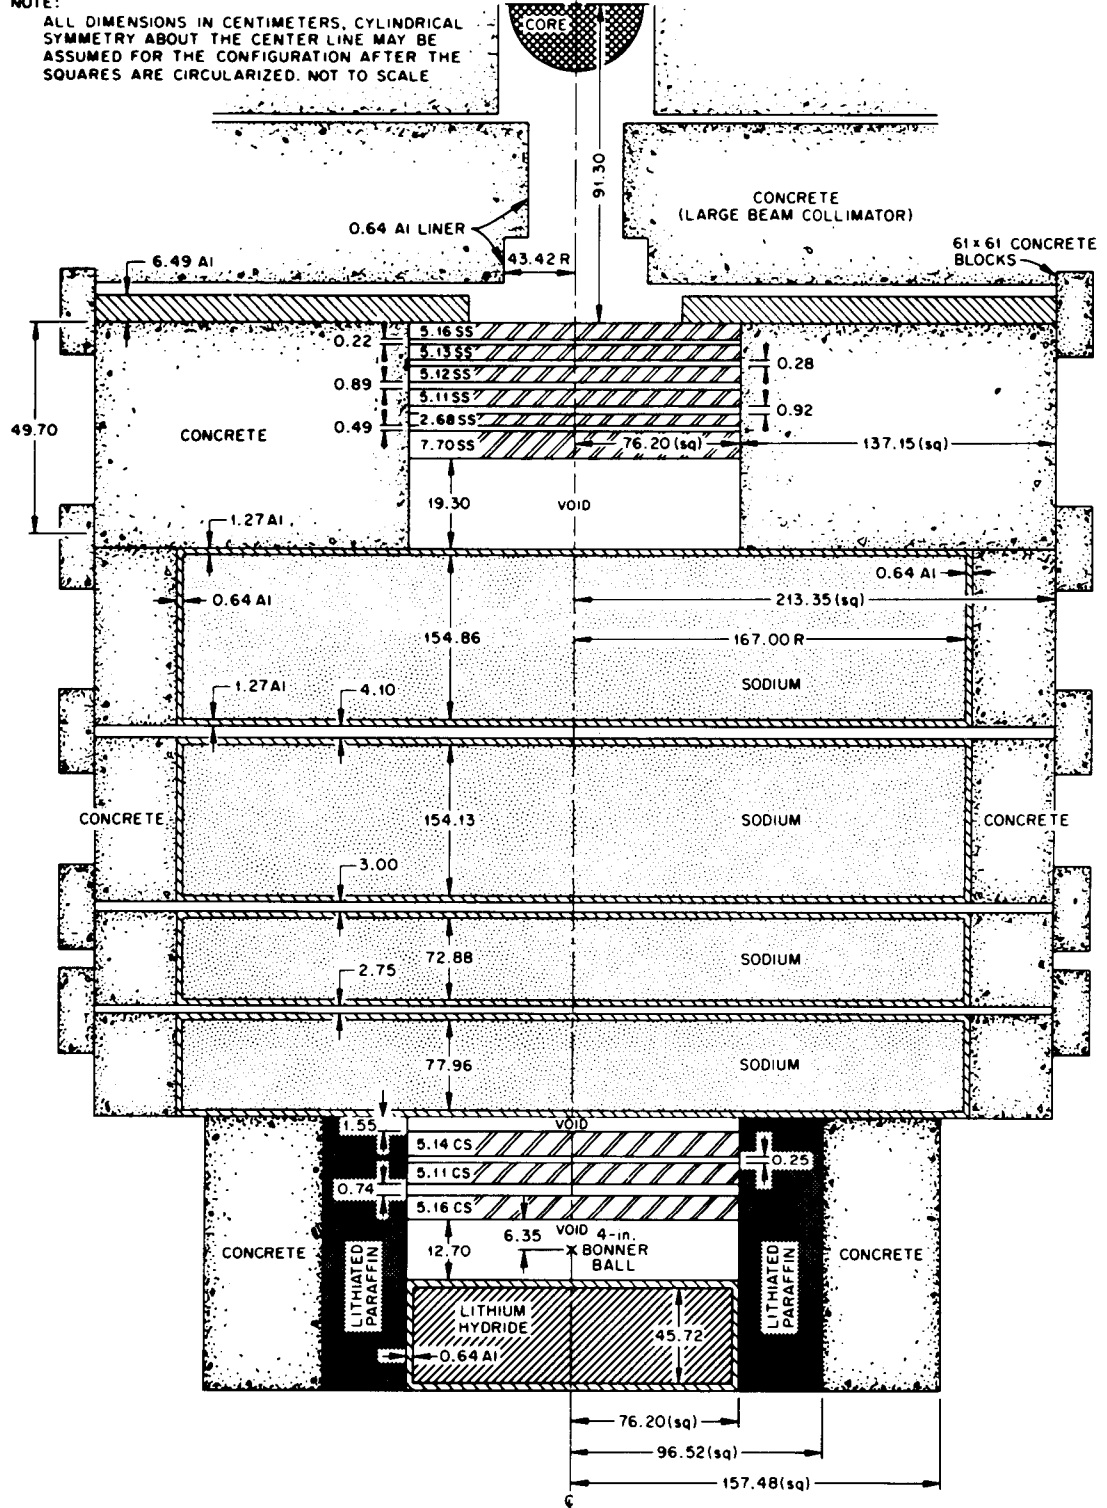 NOTE:
ALL DIMENSIONS IN CENTIMETERS, CYLINDRICAL
SYMMETRY ABOUT THE CENTER LINE MAY BE
ASSUMED FOR THE CONFIGURATION AFTER THE
SQUARES ARE CIRCULARIZED. NOT TO SCALE
CORE
91.30
CONCRETE
(LARGE BEAM COLLIMATOR)
0.64 Al LINER
61 x 61 CONCRETE
BLOCKS
6.49 Al
43.42 R
5.16 SS
0.22
5.13 SS
0.28
5.12 SS
0.89
5.11 SS
0.92
2.68 SS
0.49
49.70
CONCRETE
7.70 SS
76.20 (sq)
137.15 (sq)
19.30
VOID
1.27 Al
0.64 Al
0.64 Al
213.35 (sq)
154.86
167.00 R
1.27 Al
4.10
SODIUM
CONCRETE
154.13
SODIUM
CONCRETE
3.00
72.88
SODIUM
2.75
77.96
SODIUM
1.55
VOID
5.14 CS
0.25
5.11 CS
0.74
5.16 CS
6.35
VOID 4-in.
BONNER
BALL
12.70
CONCRETE
LITHIATED
PARAFFIN
LITHIATED
PARAFFIN
CONCRETE
LITHIUM
HYDRIDE
45.72
0.64 Al
76.20 (sq)
96.52 (sq)
157.48 (sq)
℄